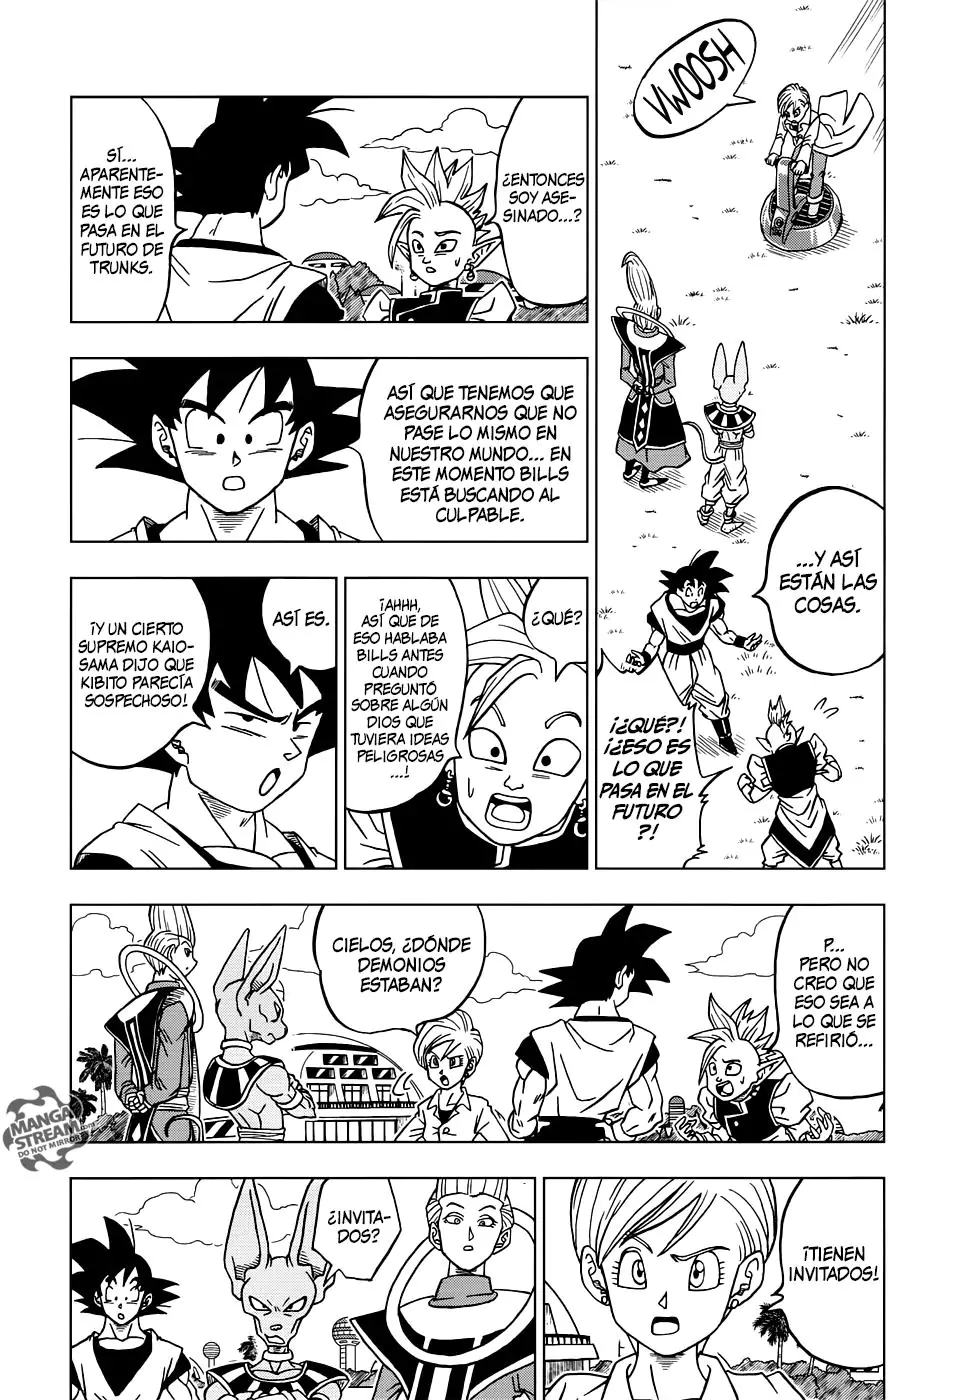 VWOOSH
...Y ASÍ
ESTÁN LAS
COSAS.
¡¿QUÉ?!
¡¿ESO ES
LO QUE
PASA EN EL
FUTURO
?!
¿ENTONCES
SOY ASE-
SINADO...?
SÍ...
APARENTE-
MENTE ESO
ES LO QUE
PASA EN EL
FUTURO DE
TRUNKS.
ASÍ QUE TENEMOS QUE
ASEGURARNOS QUE NO
PASE LO MISMO EN
NUESTRO MUNDO... EN
ESTE MOMENTO BILLS
ESTÁ BUSCANDO AL
CULPABLE.
¿QUÉ?
¡AHHH,
ASÍ QUE DE
ESO HABLABA
BILLS ANTES
CUANDO
PREGUNTÓ
SOBRE ALGÚN
DIOS QUE
TUVIERA IDEAS
PELIGROSAS
...!
ASÍ ES.
¡Y UN CIERTO
SUPREMO KAIO-
SAMA DIJO QUE
KIBITO PARECÍA
SOSPECHOSO!
P...
PERO NO
CREO QUE
ESO SEA A
LO QUE SE
REFIRIÓ...
CIELOS, ¿DÓNDE
DEMONIOS
ESTABAN?
MANGA
STREAM
DO NOT MIRROR
¡TIENEN
INVITADOS!
¿INVITA-
DOS?